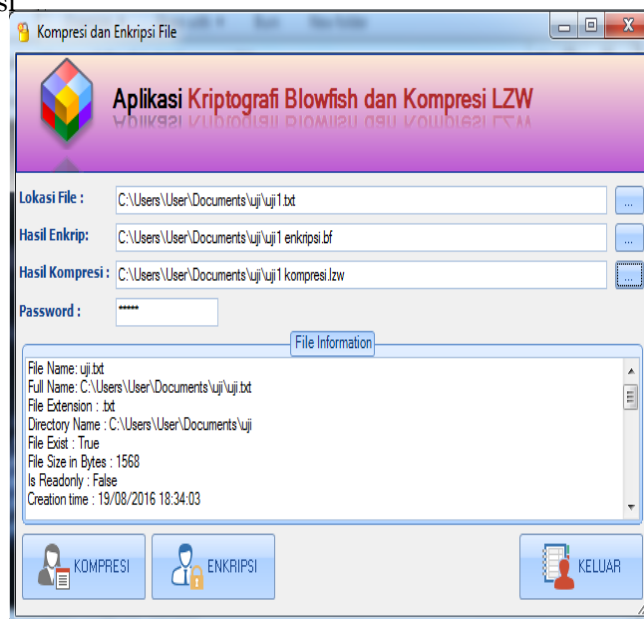 si
Kompresi dan Enkripsi File
Aplikasi Kriptografi Blowfish dan Kompresi LZW
Lokasi File : C:\Users\User\Documents\uji\uji1.txt ...
Hasil Enkrip: C:\Users\User\Documents\uji\uji1 enkripsi.bf ...
Hasil Kompresi : C:\Users\User\Documents\uji\uji1 kompresi.lzw ...
Password : *****
File Information
File Name: uji.txt
Full Name: C:\Users\User\Documents\uji\uji.txt
File Extension : .txt
Directory Name : C:\Users\User\Documents\uji
File Exist : True
File Size in Bytes : 1568
Is Readonly : False
Creation time : 19/08/2016 18:34:03
KOMPRESI ENKRIPSI KELUAR